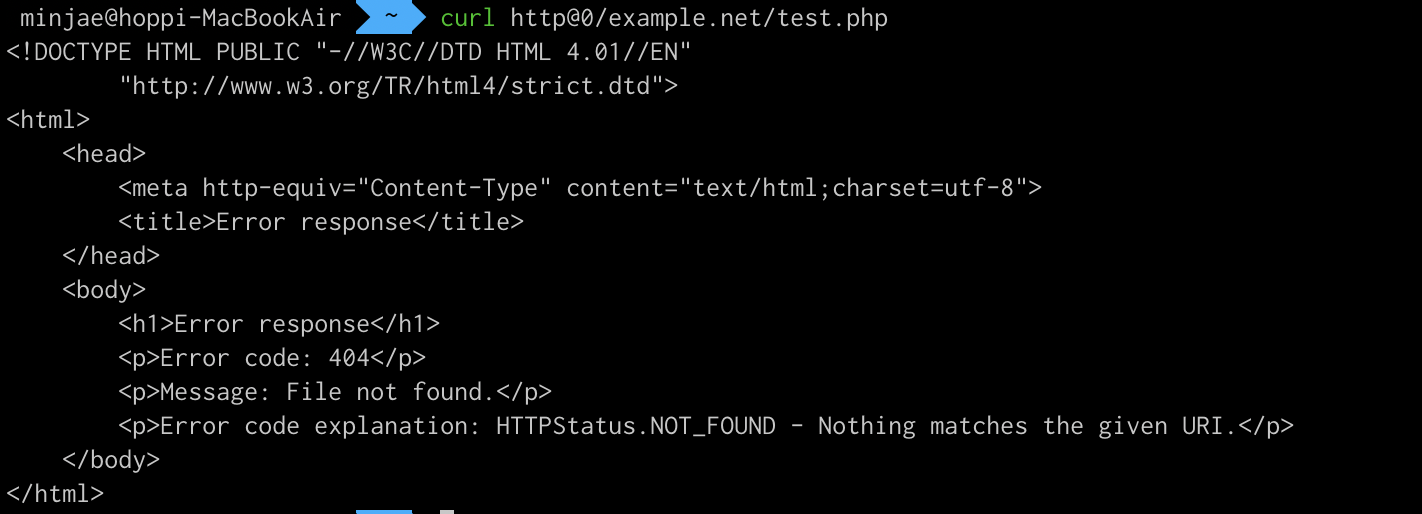 minjae@hoppi-MacBookAir ~ curl http@0/example.net/test.php
<!DOCTYPE HTML PUBLIC "-//W3C//DTD HTML 4.01//EN"
        "http://www.w3.org/TR/html4/strict.dtd">
<html>
    <head>
        <meta http-equiv="Content-Type" content="text/html;charset=utf-8">
        <title>Error response</title>
    </head>
    <body>
        <h1>Error response</h1>
        <p>Error code: 404</p>
        <p>Message: File not found.</p>
        <p>Error code explanation: HTTPStatus.NOT_FOUND - Nothing matches the given URI.</p>
    </body>
</html>